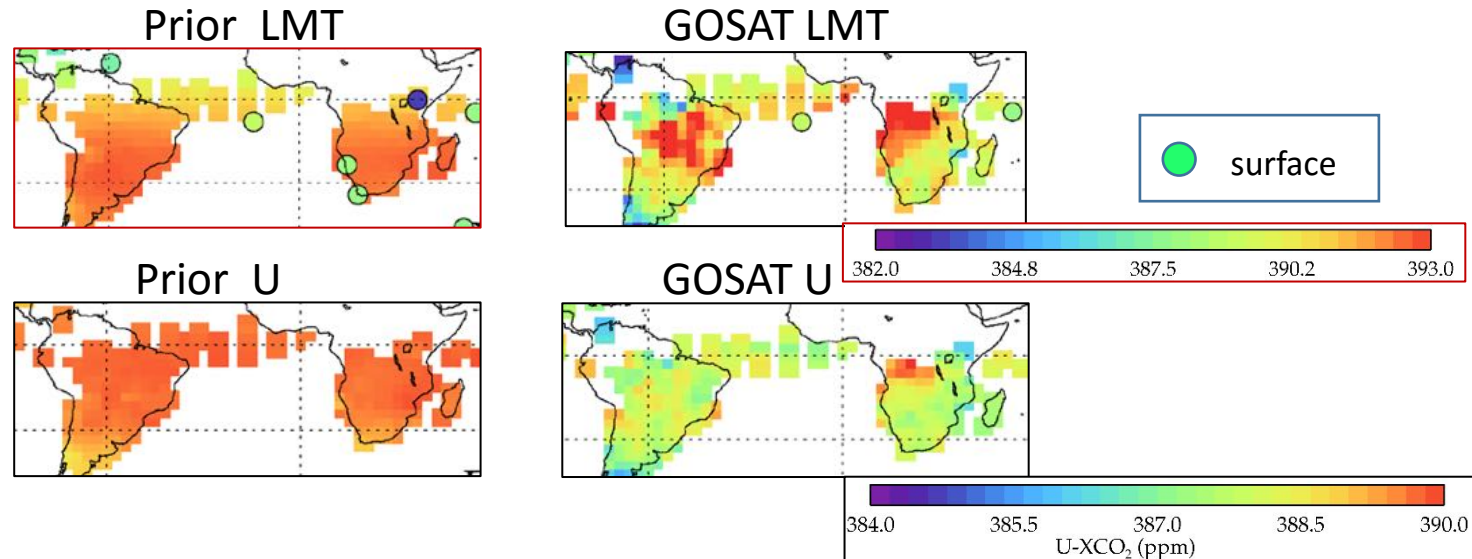 Prior LMT
GOSAT LMT
surface
382.0 384.8 387.5 390.2 393.0
Prior U
GOSAT U
384.0 385.5 387.0 388.5 390.0
U-XCO₂ (ppm)